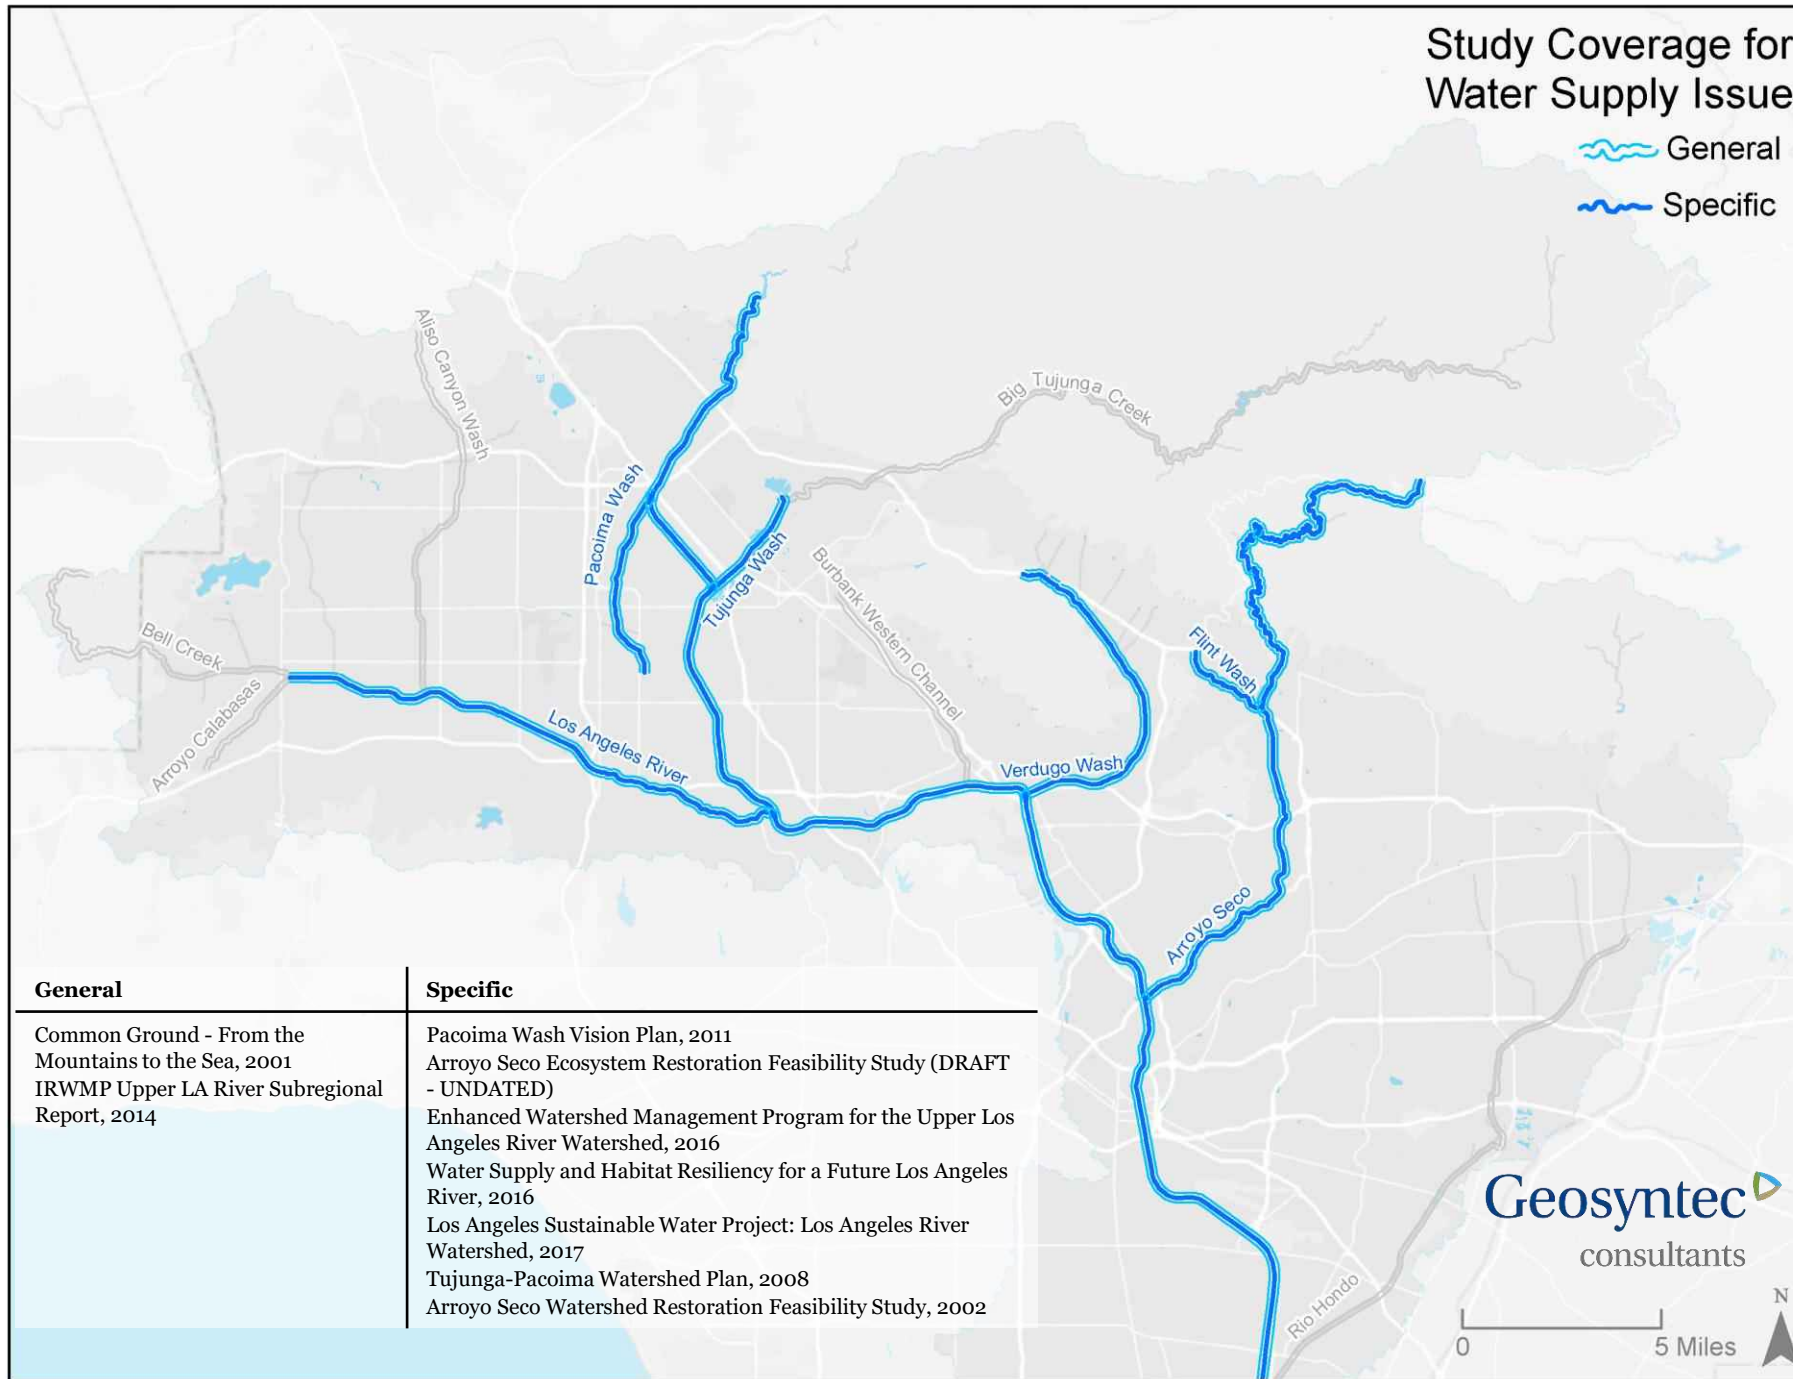 Study Coverage for
Water Supply Issue
General
Specific
Aliso Canyon Wash
Big Tujunga Creek
Pacoima Wash
Tujunga Wash
Burbank Western Channel
Flint Wash
Bell Creek
Arroyo Calabasas
Los Angeles River
Verdugo Wash
Arroyo Seco
Rio Hondo
General
Common Ground - From the
Mountains to the Sea, 2001
IRWMP Upper LA River Subregional
Report, 2014
Specific
Pacoima Wash Vision Plan, 2011
Arroyo Seco Ecosystem Restoration Feasibility Study (DRAFT
- UNDATED)
Enhanced Watershed Management Program for the Upper Los
Angeles River Watershed, 2016
Water Supply and Habitat Resiliency for a Future Los Angeles
River, 2016
Los Angeles Sustainable Water Project: Los Angeles River
Watershed, 2017
Tujunga-Pacoima Watershed Plan, 2008
Arroyo Seco Watershed Restoration Feasibility Study, 2002
Geosyntec
consultants
N
0 5 Miles